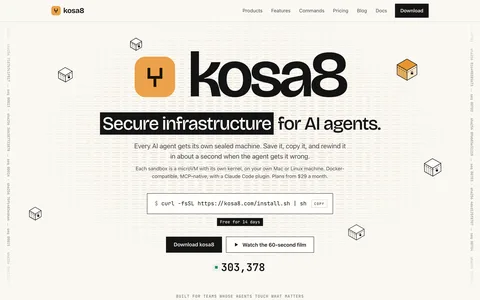 kosa8
Products Features Commands Pricing Blog Docs Download
kosa8
Secure infrastructure for AI agents.
Every AI agent gets its own sealed machine. Save it, copy it, and rewind it
in about a second when the agent gets it wrong.
Each sandbox is a microVM with its own kernel, on your own Mac or Linux machine, Docker-
compatible, MCP-native, with a Claude Code plugin. Plans from $29 a month.
$ curl -fsSL https://kosa8.com/install.sh | sh COPY
Free for 14 days
Download kosa8 Watch the 60-second film
303,378
BUILT FOR TEAMS WHOSE AGENTS TOUCH WHAT MATTERS